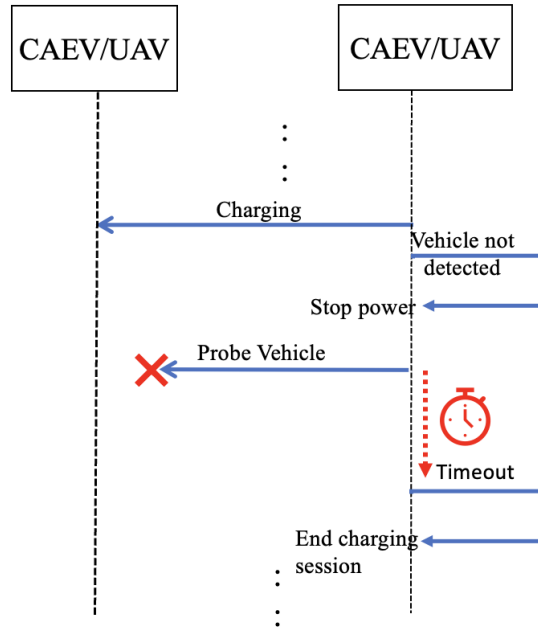 CAEV/UAV
CAEV/UAV
Charging
Vehicle not
detected
Stop power
Probe Vehicle
Timeout
End charging
session